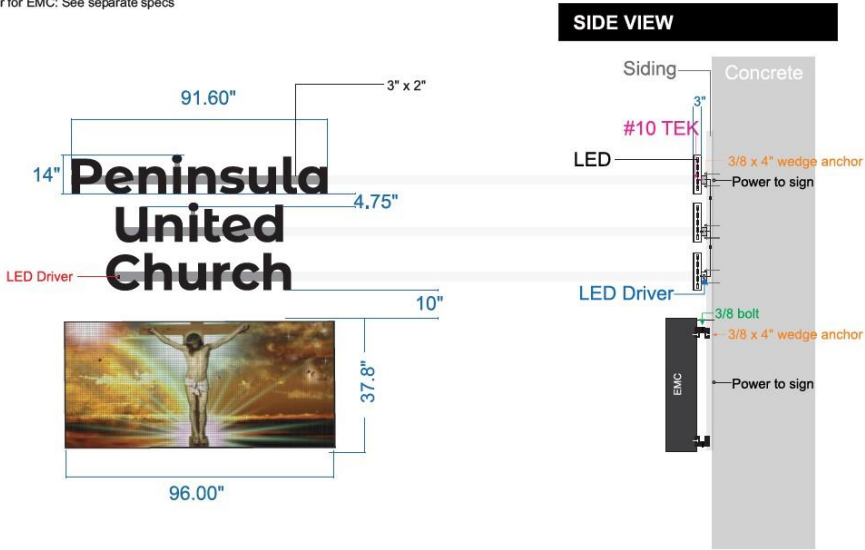 r for EMC: See separate specs
SIDE VIEW
Siding
Concrete
91.60"
3" x 2"
3"
#10 TEK
LED
3/8 x 4" wedge anchor
14"
Peninsula
Power to sign
4.75"
United
LED Driver
Church
LED Driver
10"
3/8 bolt
3/8 x 4" wedge anchor
37.8"
EMC
Power to sign
96.00"